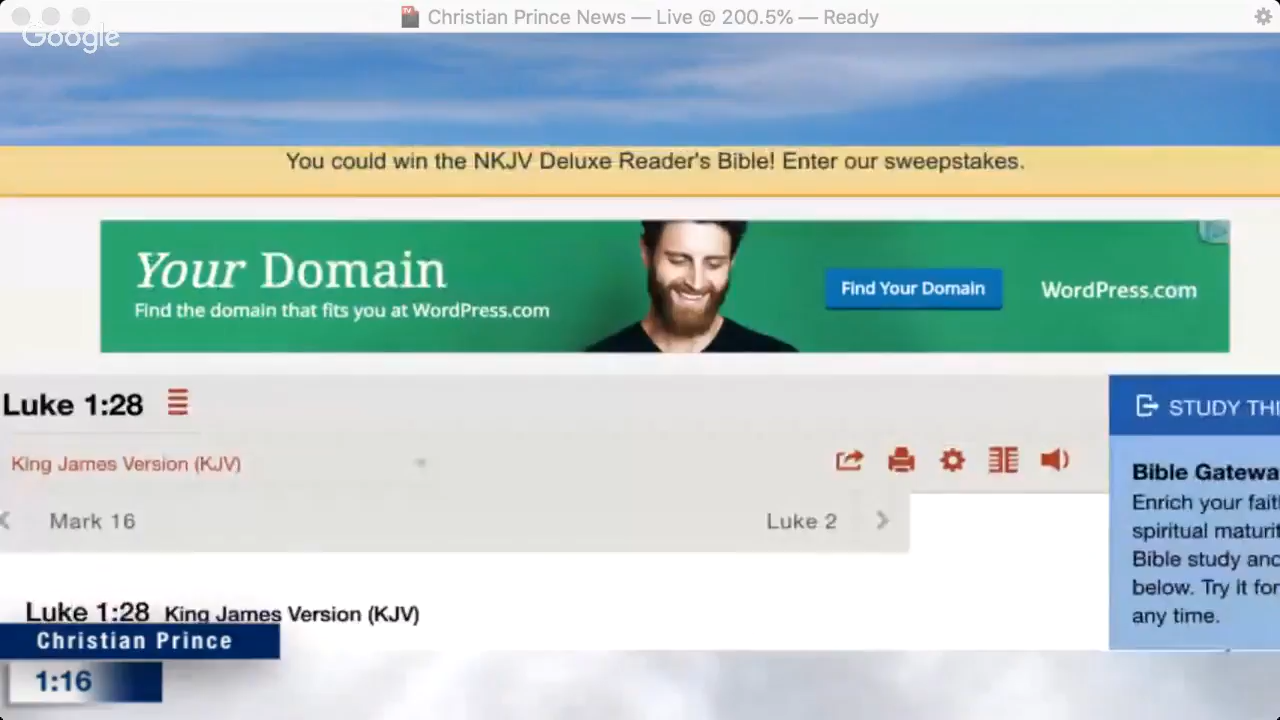 Christian Prince News — Live @ 200.5% — Ready
Google
You could win the NKJV Deluxe Reader's Bible! Enter our sweepstakes.
Your Domain
Find the domain that fits you at WordPress.com
Find Your Domain
WordPress.com
Luke 1:28
STUDY THI
King James Version (KJV)
Mark 16
Luke 2
Bible Gatewa
Enrich your fait
spiritual maturit
Bible study and
below. Try it for
any time.
Luke 1:28 King James Version (KJV)
Christian Prince
1:16